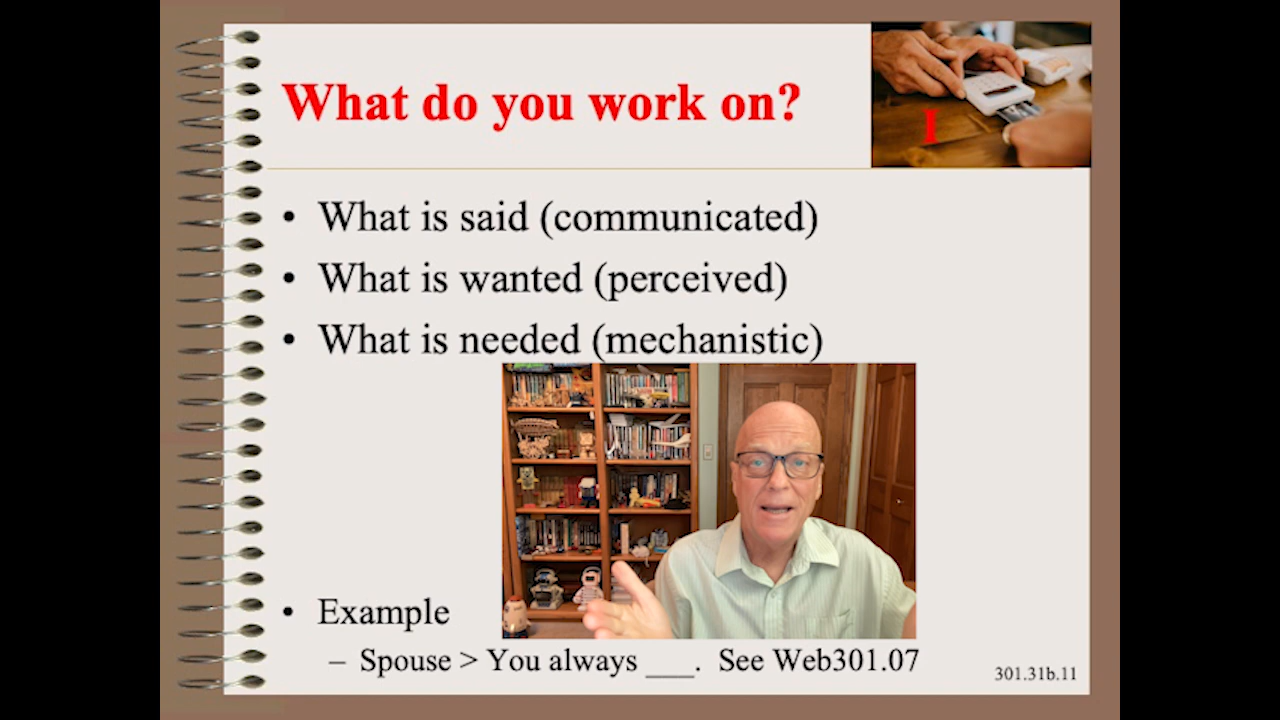 What do you work on?
I
• What is said (communicated)
• What is wanted (perceived)
• What is needed (mechanistic)
• Example
– Spouse > You always ___. See Web301.07
301.31b.11